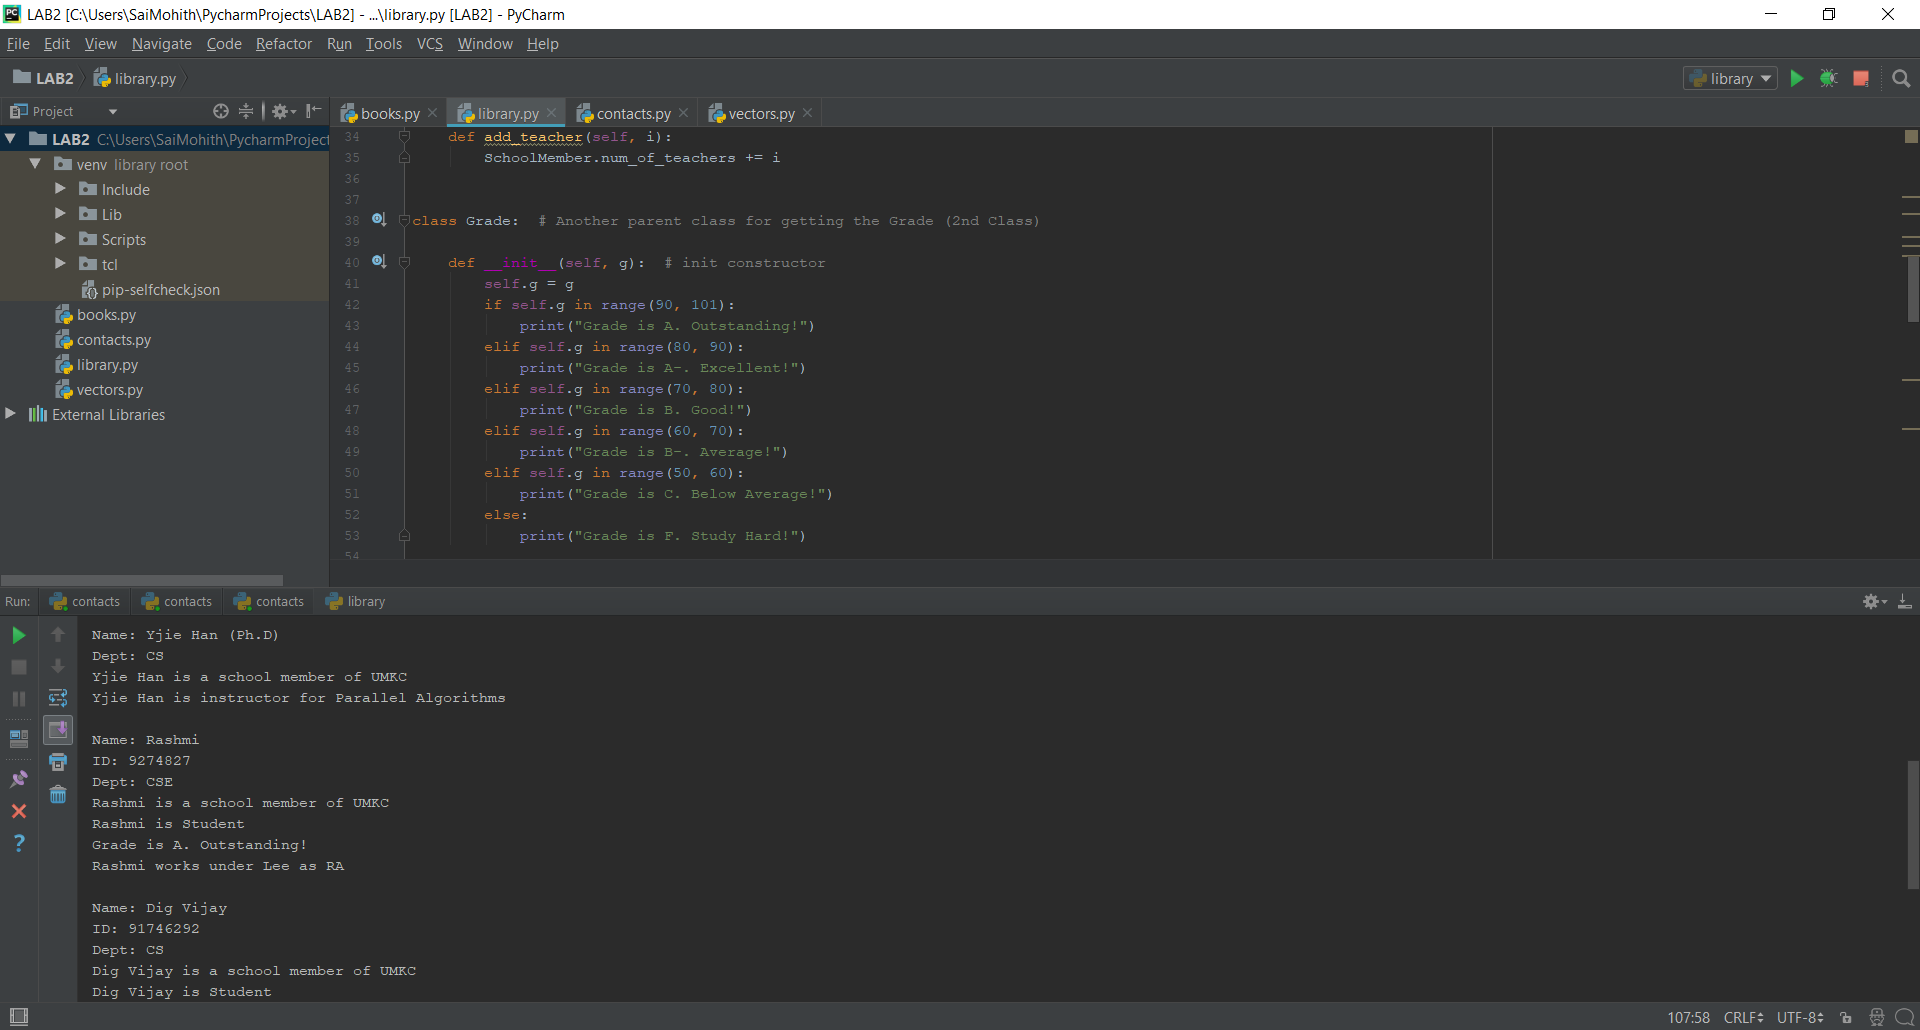 LAB2 [C:\Users\SaiMohith\PycharmProjects\LAB2] - ...\library.py [LAB2] - PyCharm
File Edit View Navigate Code Refactor Run Tools VCS Window Help
LAB2 library.py
library
Project
books.py library.py contacts.py vectors.py
LAB2 C:\Users\SaiMohith\PycharmProject
venv library root
Include
Lib
Scripts
tcl
pip-selfcheck.json
books.py
contacts.py
library.py
vectors.py
External Libraries
34 def add_teacher(self, i):
35 SchoolMember.num_of_teachers += i
36
37
38 class Grade: # Another parent class for getting the Grade (2nd Class)
39
40 def __init__(self, g): # init constructor
41 self.g = g
42 if self.g in range(90, 101):
43 print("Grade is A. Outstanding!")
44 elif self.g in range(80, 90):
45 print("Grade is A-. Excellent!")
46 elif self.g in range(70, 80):
47 print("Grade is B. Good!")
48 elif self.g in range(60, 70):
49 print("Grade is B-. Average!")
50 elif self.g in range(50, 60):
51 print("Grade is C. Below Average!")
52 else:
53 print("Grade is F. Study Hard!")
54
Run: contacts contacts contacts library
Name: Yjie Han (Ph.D)
Dept: CS
Yjie Han is a school member of UMKC
Yjie Han is instructor for Parallel Algorithms
Name: Rashmi
ID: 9274827
Dept: CSE
Rashmi is a school member of UMKC
Rashmi is Student
Grade is A. Outstanding!
Rashmi works under Lee as RA
Name: Dig Vijay
ID: 91746292
Dept: CS
Dig Vijay is a school member of UMKC
Dig Vijay is Student
107:58 CRLF UTF-8